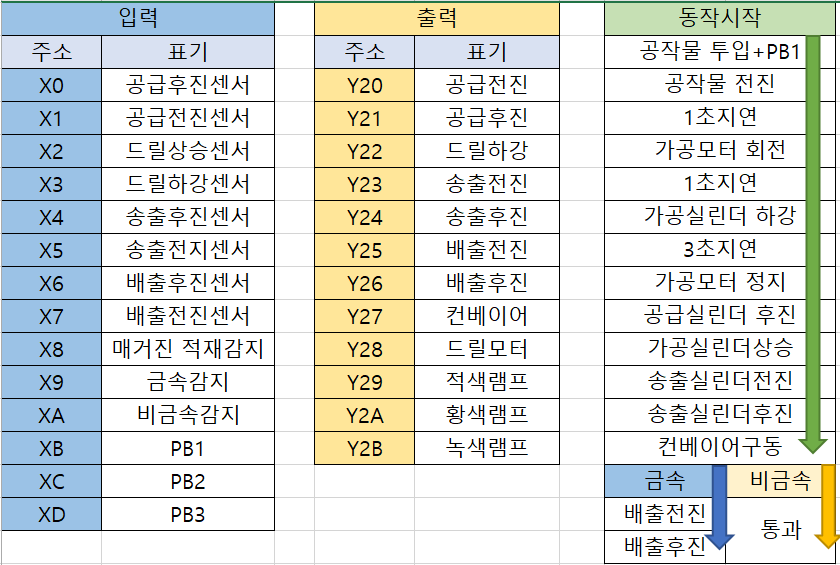 입력 출력 동작시작
주소 표기 주소 표기 공작물 투입+PB1
X0 공급후진센서 Y20 공급전진 공작물 전진
X1 공급전진센서 Y21 공급후진 1초지연
X2 드릴상승센서 Y22 드릴하강 가공모터 회전
X3 드릴하강센서 Y23 송출전진 1초지연
X4 송출후진센서 Y24 송출후진 가공실린더 하강
X5 송출전지센서 Y25 배출전진 3초지연
X6 배출후진센서 Y26 배출후진 가공모터 정지
X7 배출전진센서 Y27 컨베이어 공급실린더 후진
X8 매거진 적재감지 Y28 드릴모터 가공실린더상승
X9 금속감지 Y29 적색램프 송출실린더전진
XA 비금속감지 Y2A 황색램프 송출실린더후진
XB PB1 Y2B 녹색램프 컨베이어구동
XC PB2 금속 비금속
XD PB3 배출전진 통과
배출후진